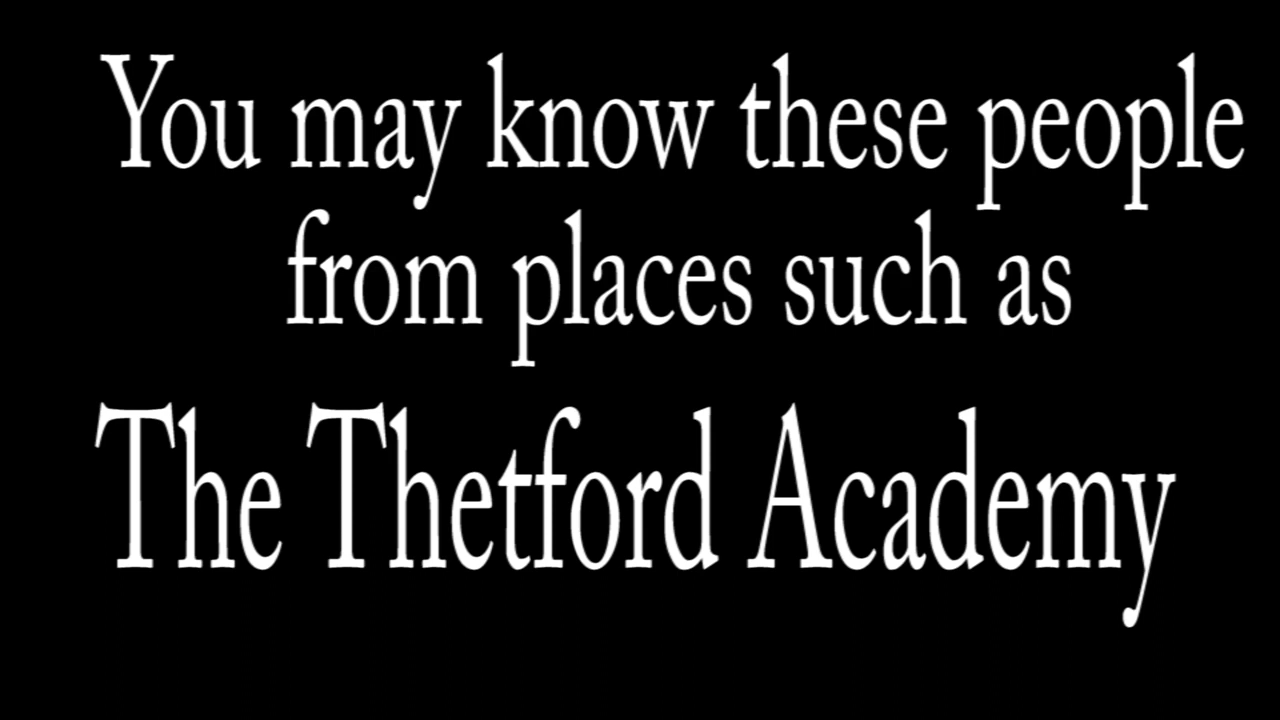 You may know these people
from places such as
The Thetford Academy